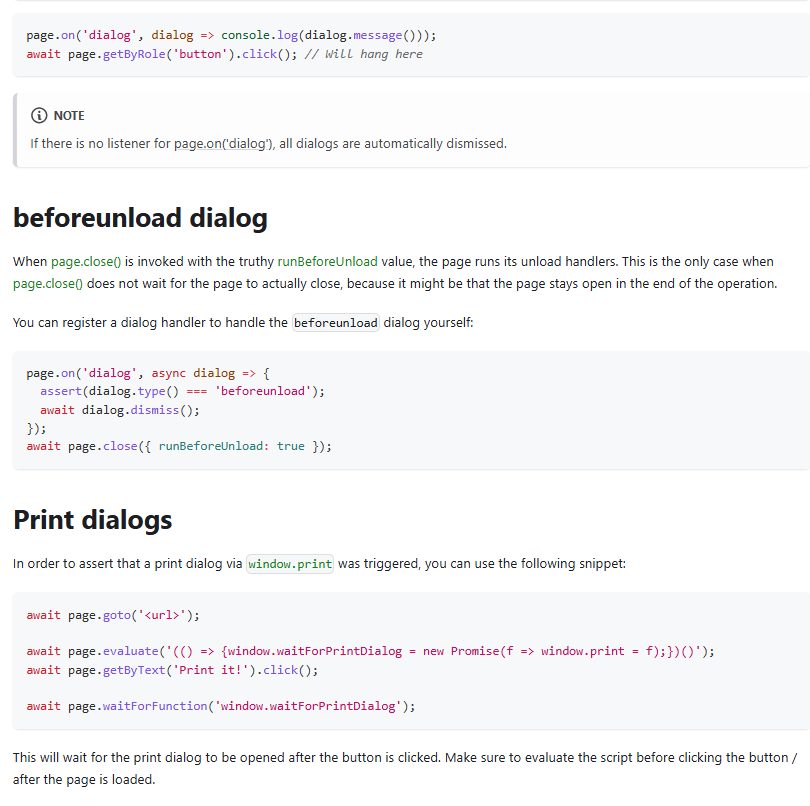 page.on('dialog', dialog => console.log(dialog.message()));
await page.getByRole('button').click(); // Will hang here
NOTE
If there is no listener for page.on('dialog'), all dialogs are automatically dismissed.
beforeunload dialog
When page.close() is invoked with the truthy runBeforeUnload value, the page runs its unload handlers. This is the only case when
page.close() does not wait for the page to actually close, because it might be that the page stays open in the end of the operation.
You can register a dialog handler to handle the beforeunload dialog yourself:
page.on('dialog', async dialog => {
  assert(dialog.type() === 'beforeunload');
  await dialog.dismiss();
});
await page.close({ runBeforeUnload: true });
Print dialogs
In order to assert that a print dialog via window.print was triggered, you can use the following snippet:
await page.goto('<url>');
await page.evaluate('(() => {window.waitForPrintDialog = new Promise(f => window.print = f);})()');
await page.getByText('Print it!').click();
await page.waitForFunction('window.waitForPrintDialog');
This will wait for the print dialog to be opened after the button is clicked. Make sure to evaluate the script before clicking the button /
after the page is loaded.